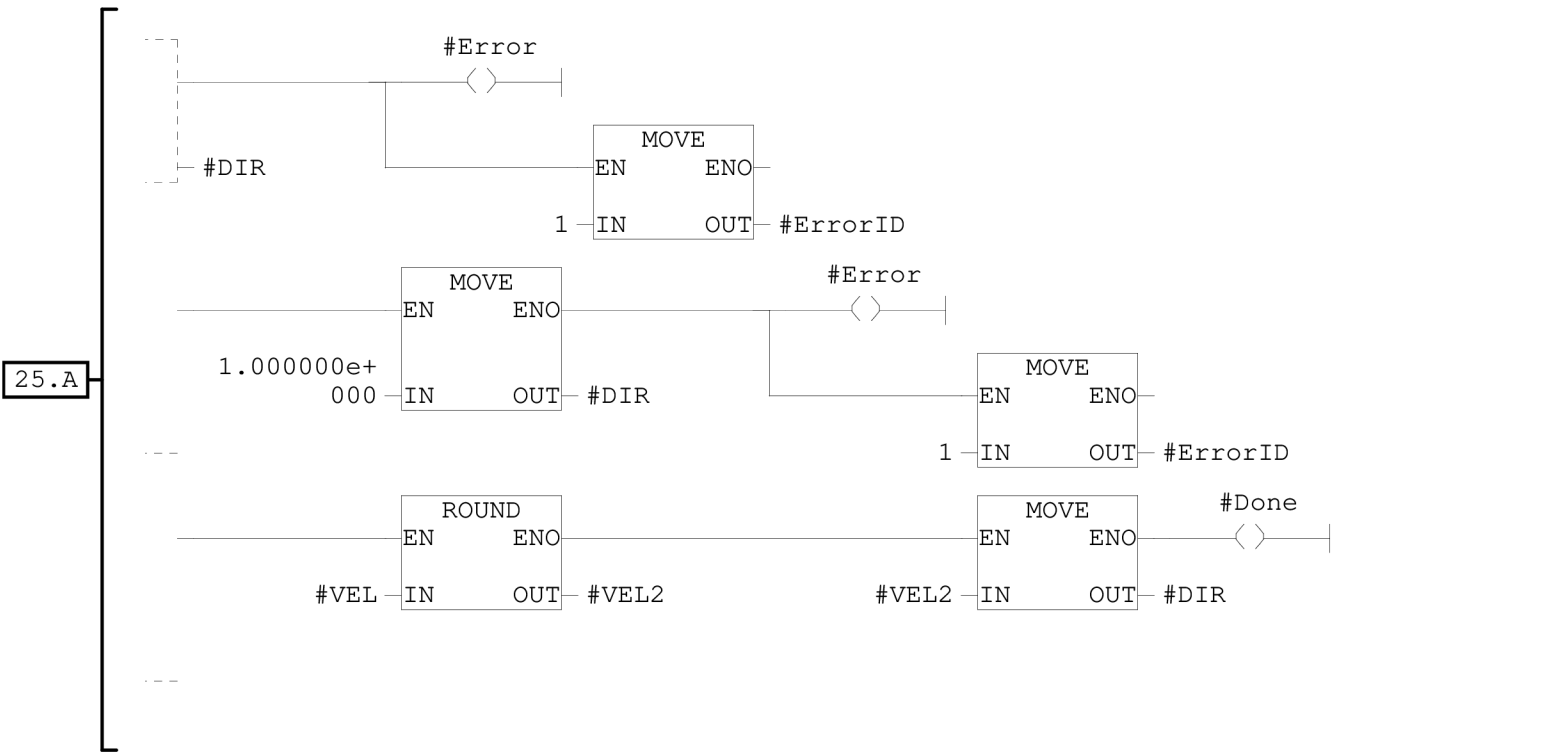 #Error
MOVE
#DIR EN ENO
1 IN OUT #ErrorID
MOVE #Error
EN ENO
1.000000e+ MOVE
000 IN OUT #DIR EN ENO
1 IN OUT #ErrorID
25.A
ROUND MOVE #Done
EN ENO EN ENO
#VEL IN OUT #VEL2 #VEL2 IN OUT #DIR